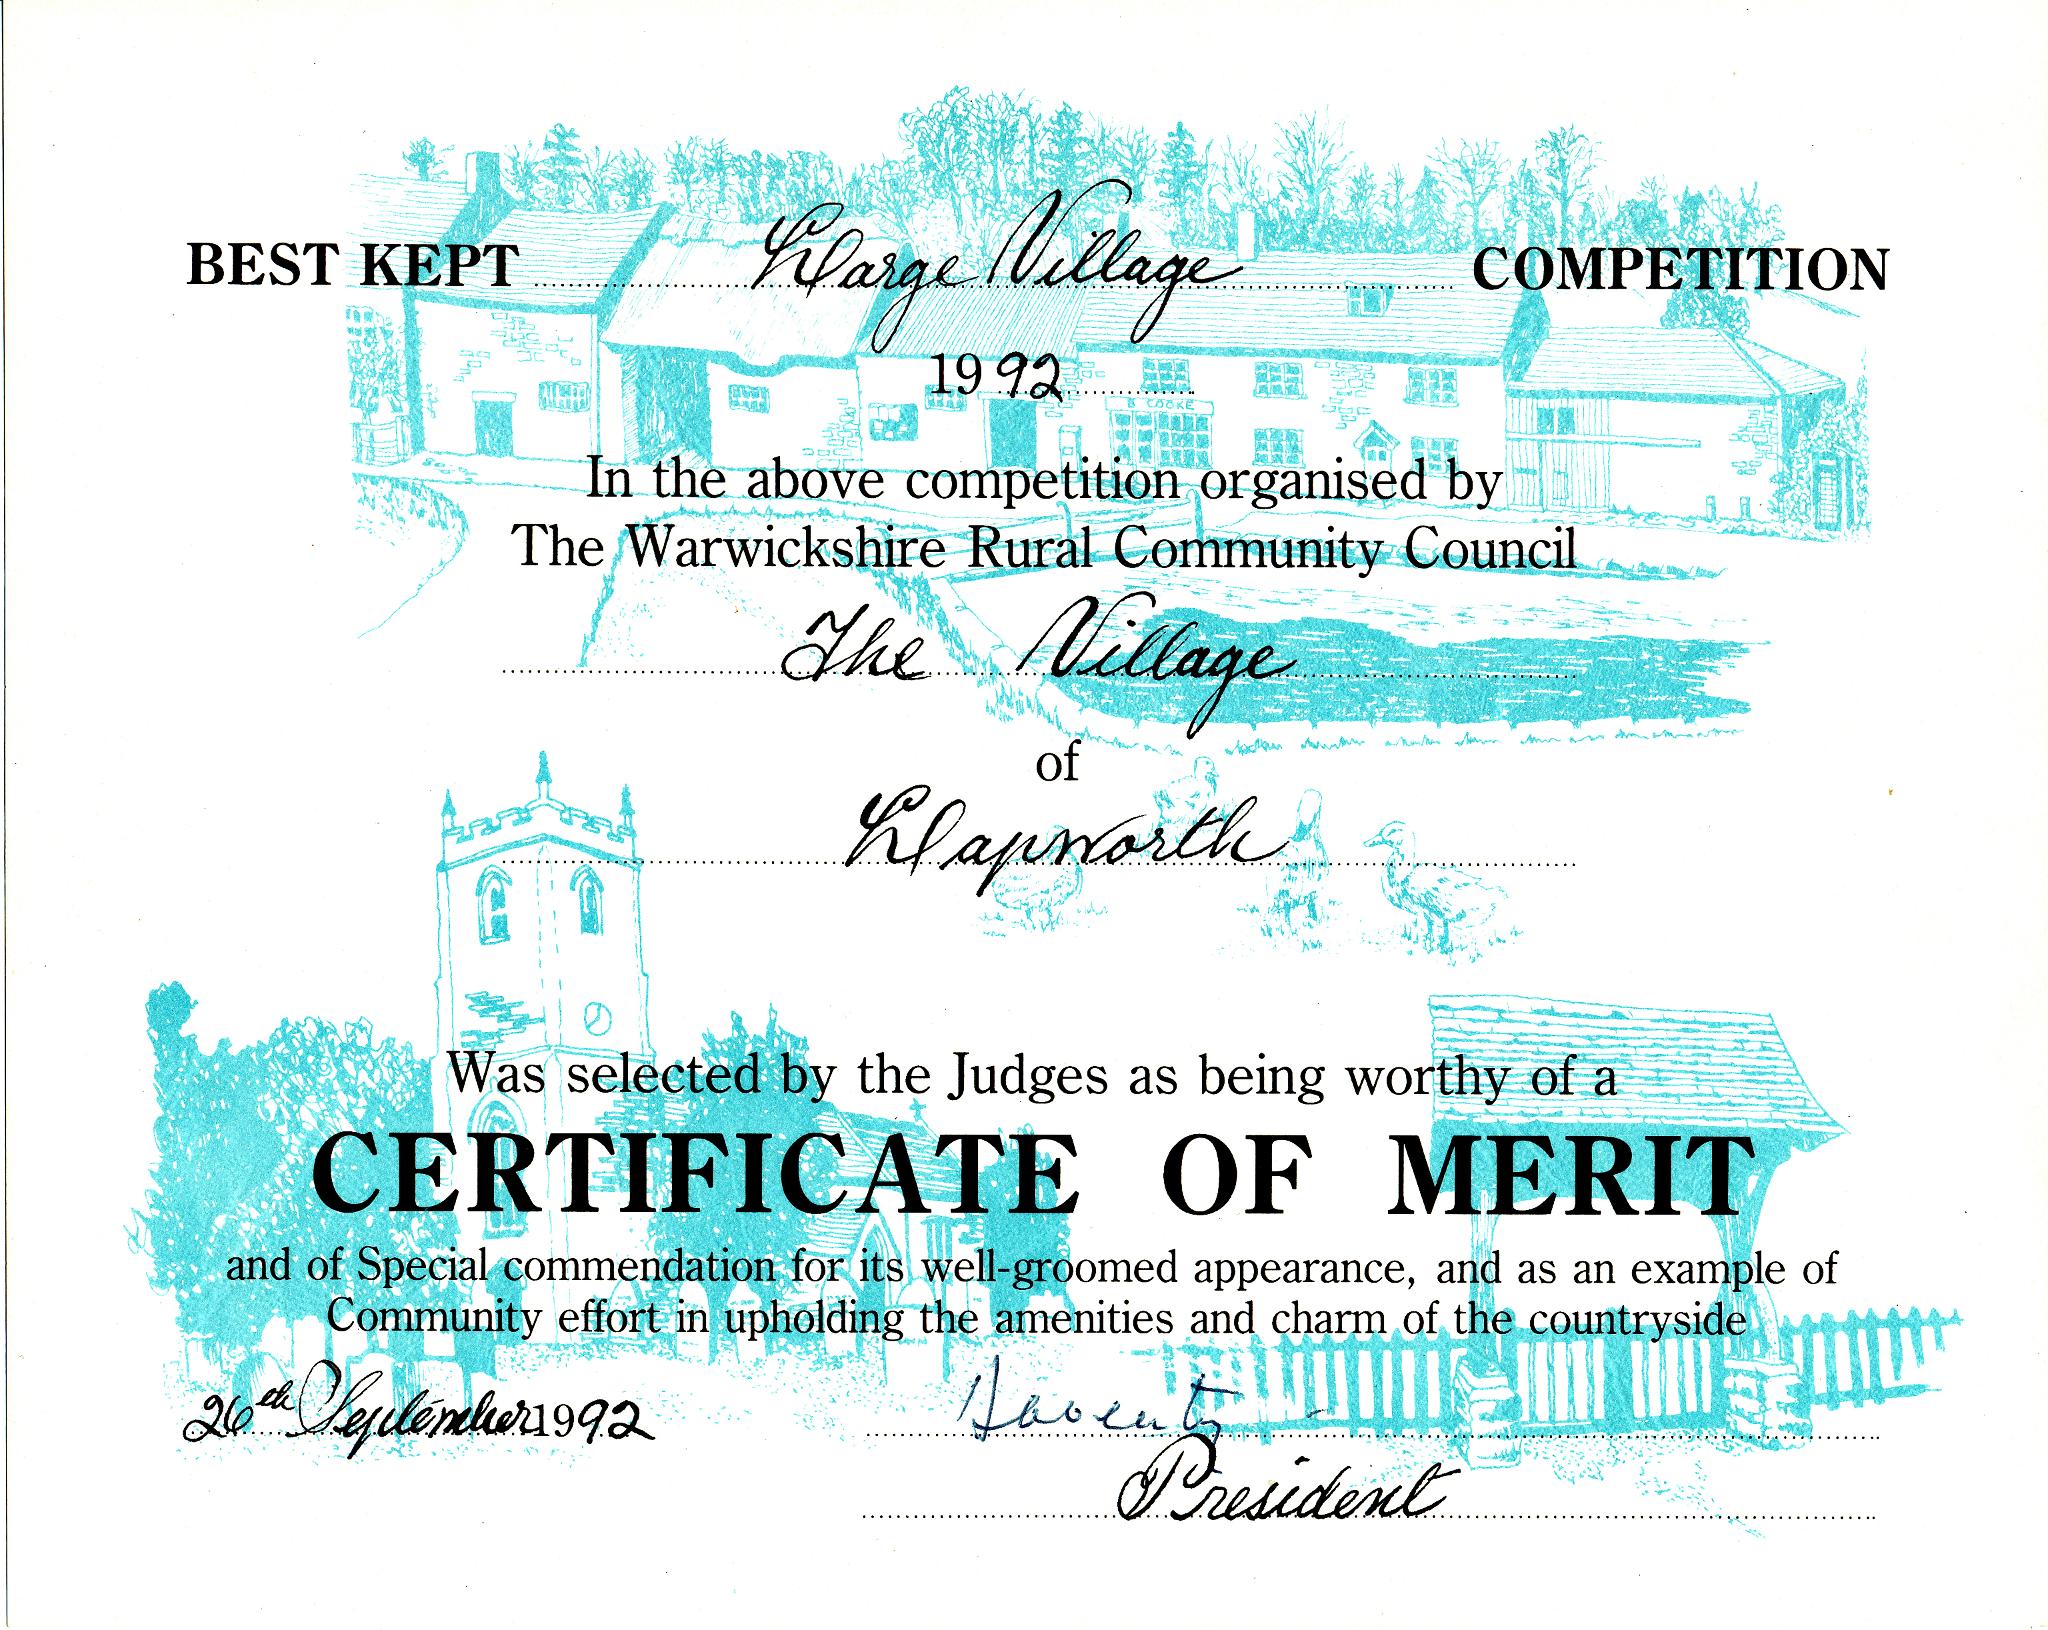 BEST KEPT Large Village COMPETITION
1992
B COOKE
In the above competition organised by
The Warwickshire Rural Community Council
The Village
of
Lapworth
Was selected by the Judges as being worthy of a
CERTIFICATE OF MERIT
and of Special commendation for its well-groomed appearance, and as an example of
Community effort in upholding the amenities and charm of the countryside
26th September 1992
President